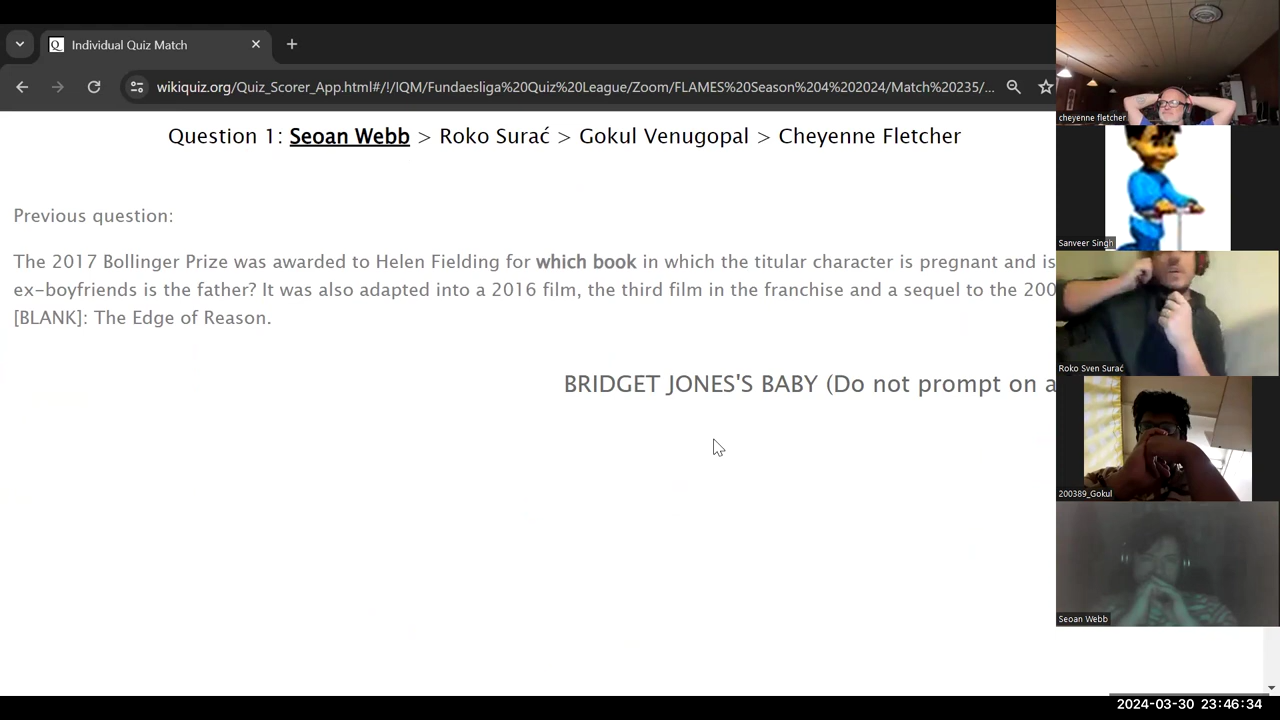 Individual Quiz Match
wikiquiz.org/Quiz_Scorer_App.html#/!/IQM/Fundaesliga%20Quiz%20League/Zoom/FLAMES%20Season%204%202024/Match%2035/...
Question 1: Seoan Webb > Roko Surać > Gokul Venugopal > Cheyenne Fletcher
Previous question:
The 2017 Bollinger Prize was awarded to Helen Fielding for which book in which the titular character is pregnant and is
ex-boyfriends is the father? It was also adapted into a 2016 film, the third film in the franchise and a sequel to the 200
[BLANK]: The Edge of Reason.
BRIDGET JONES'S BABY (Do not prompt on a
cheyenne fletcher
Sanveer Singh
Roko Sven Surać
200389_Gokul
Seoan Webb
2024-03-30 23:46:34